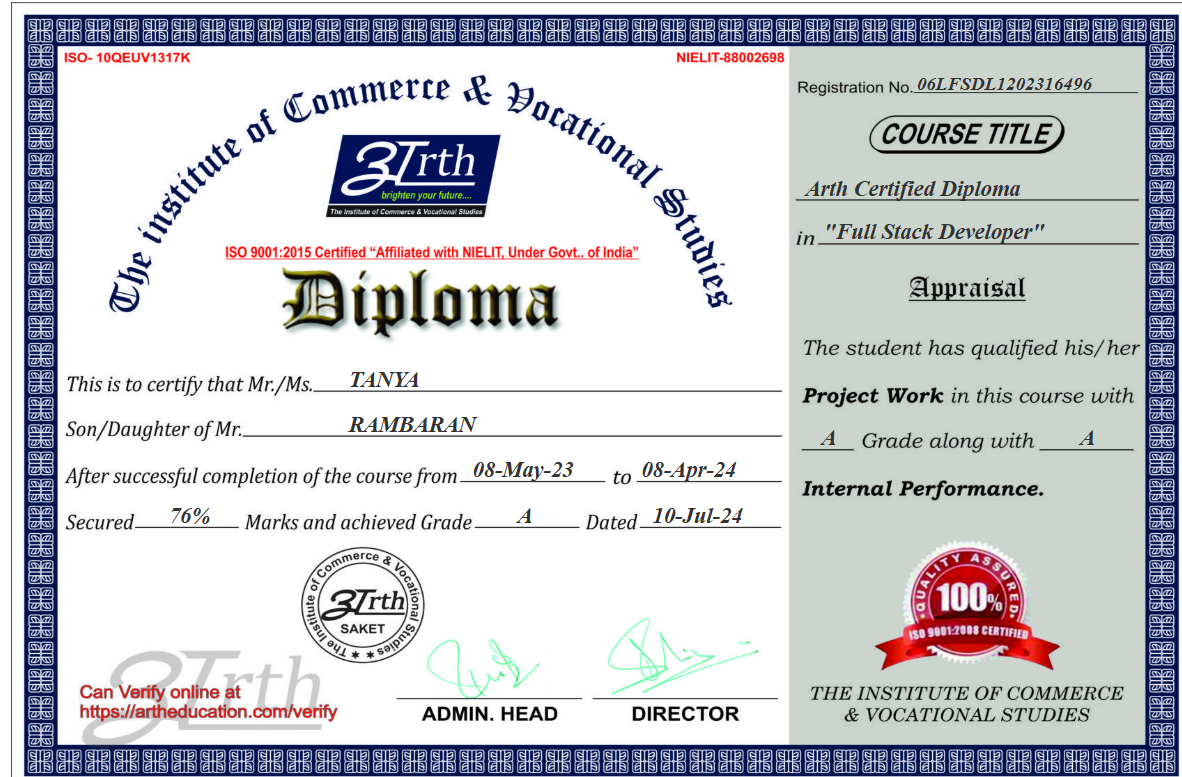 ISO- 10QEUV1317K
NIELIT-88002698
The institute of Commerce & Vocational Studies
Arth
brighten your future....
The Institute of Commerce & Vocational Studies
ISO 9001:2015 Certified “Affiliated with NIELIT, Under Govt.. of India”
Diploma
This is to certify that Mr./Ms. TANYA
Son/Daughter of Mr. RAMBARAN
After successful completion of the course from 08-May-23 to 08-Apr-24
Secured 76% Marks and achieved Grade A Dated 10-Jul-24
The Institute of Commerce & Vocational Studies
Arth
SAKET
Arth
Can Verify online at
https://artheducation.com/verify
ADMIN. HEAD
DIRECTOR
Registration No. 06LFSDL1202316496
COURSE TITLE
Arth Certified Diploma
in "Full Stack Developer"
Appraisal
The student has qualified his/her
Project Work in this course with
A Grade along with A
Internal Performance.
QUALITY ASSURED
100%
ISO 9001:2008 CERTIFIED
THE INSTITUTE OF COMMERCE
& VOCATIONAL STUDIES